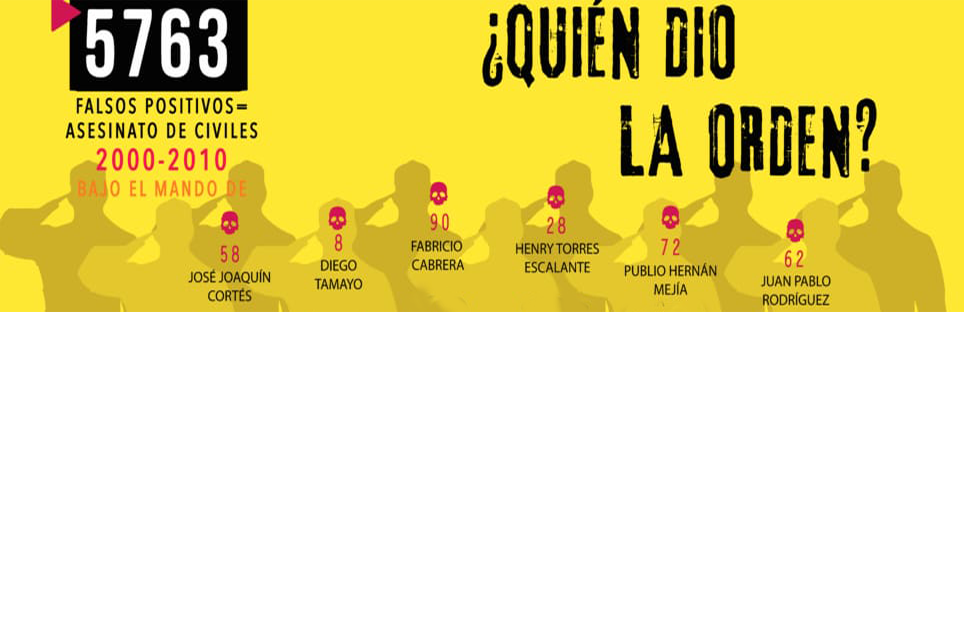 5763
FALSOS POSITIVOS=
ASESINATO DE CIVILES
2000-2010
BAJO EL MANDO DE
¿QUIÉN DIO
LA ORDEN?
58
JOSÉ JOAQUÍN
CORTÉS
8
DIEGO
TAMAYO
90
FABRICIO
CABRERA
28
HENRY TORRES
ESCALANTE
72
PUBLIO HERNÁN
MEJÍA
62
JUAN PABLO
RODRÍGUEZ